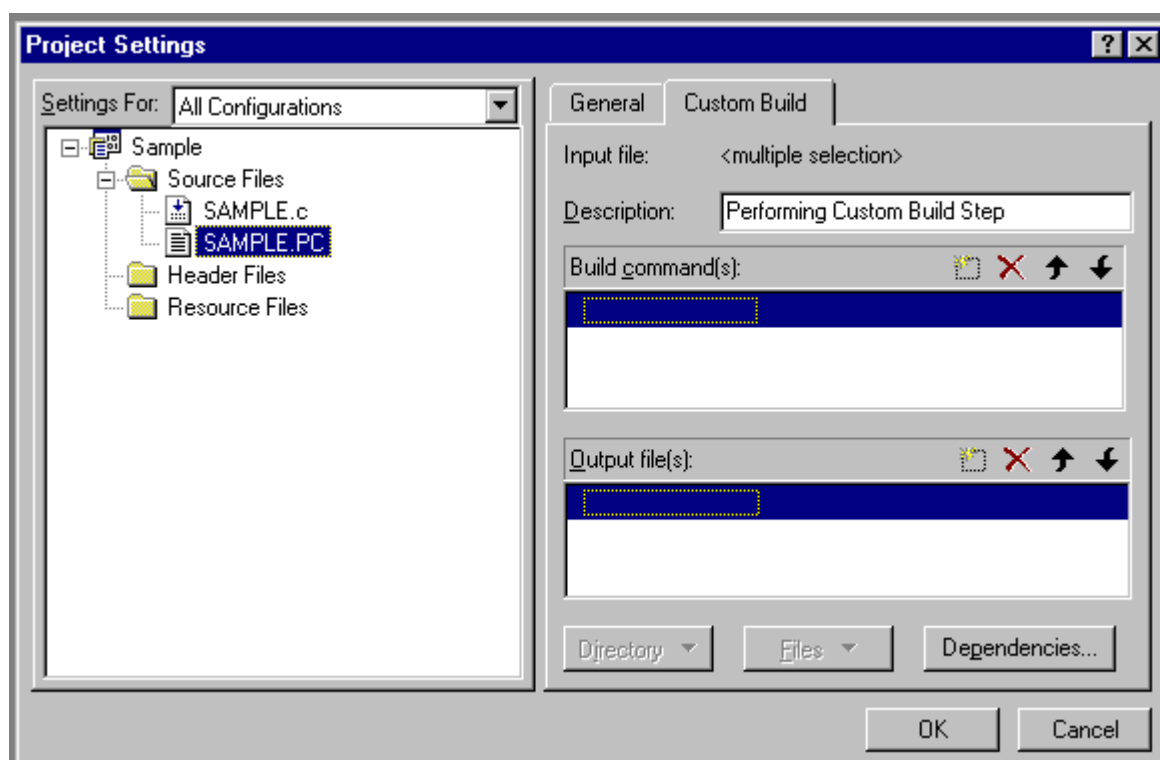 Project Settings
Settings For: All Configurations
Sample
Source Files
SAMPLE.c
SAMPLE.PC
Header Files
Resource Files
General Custom Build
Input file: <multiple selection>
Description: Performing Custom Build Step
Build command(s):
Output file(s):
Directory Files Dependencies...
OK Cancel